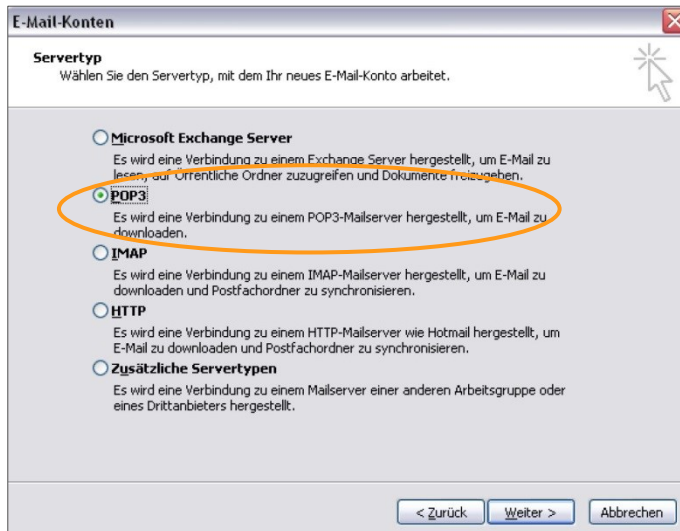 E-Mail-Konten
Servertyp
Wählen Sie den Servertyp, mit dem Ihr neues E-Mail-Konto arbeitet.
Microsoft Exchange Server
Es wird eine Verbindung zu einem Exchange Server hergestellt, um E-Mail zu
lesen, auf Öffentliche Ordner zuzugreifen und Dokumente freizugeben.
POP3
Es wird eine Verbindung zu einem POP3-Mailserver hergestellt, um E-Mail zu
downloaden.
IMAP
Es wird eine Verbindung zu einem IMAP-Mailserver hergestellt, um E-Mail zu
downloaden und Postfachordner zu synchronisieren.
HTTP
Es wird eine Verbindung zu einem HTTP-Mailserver wie Hotmail hergestellt, um
E-Mail zu downloaden und Postfachordner zu synchronisieren.
Zusätzliche Servertypen
Es wird eine Verbindung zu einem Mailserver einer anderen Arbeitsgruppe oder
eines Drittanbieters hergestellt.
< Zurück Weiter > Abbrechen